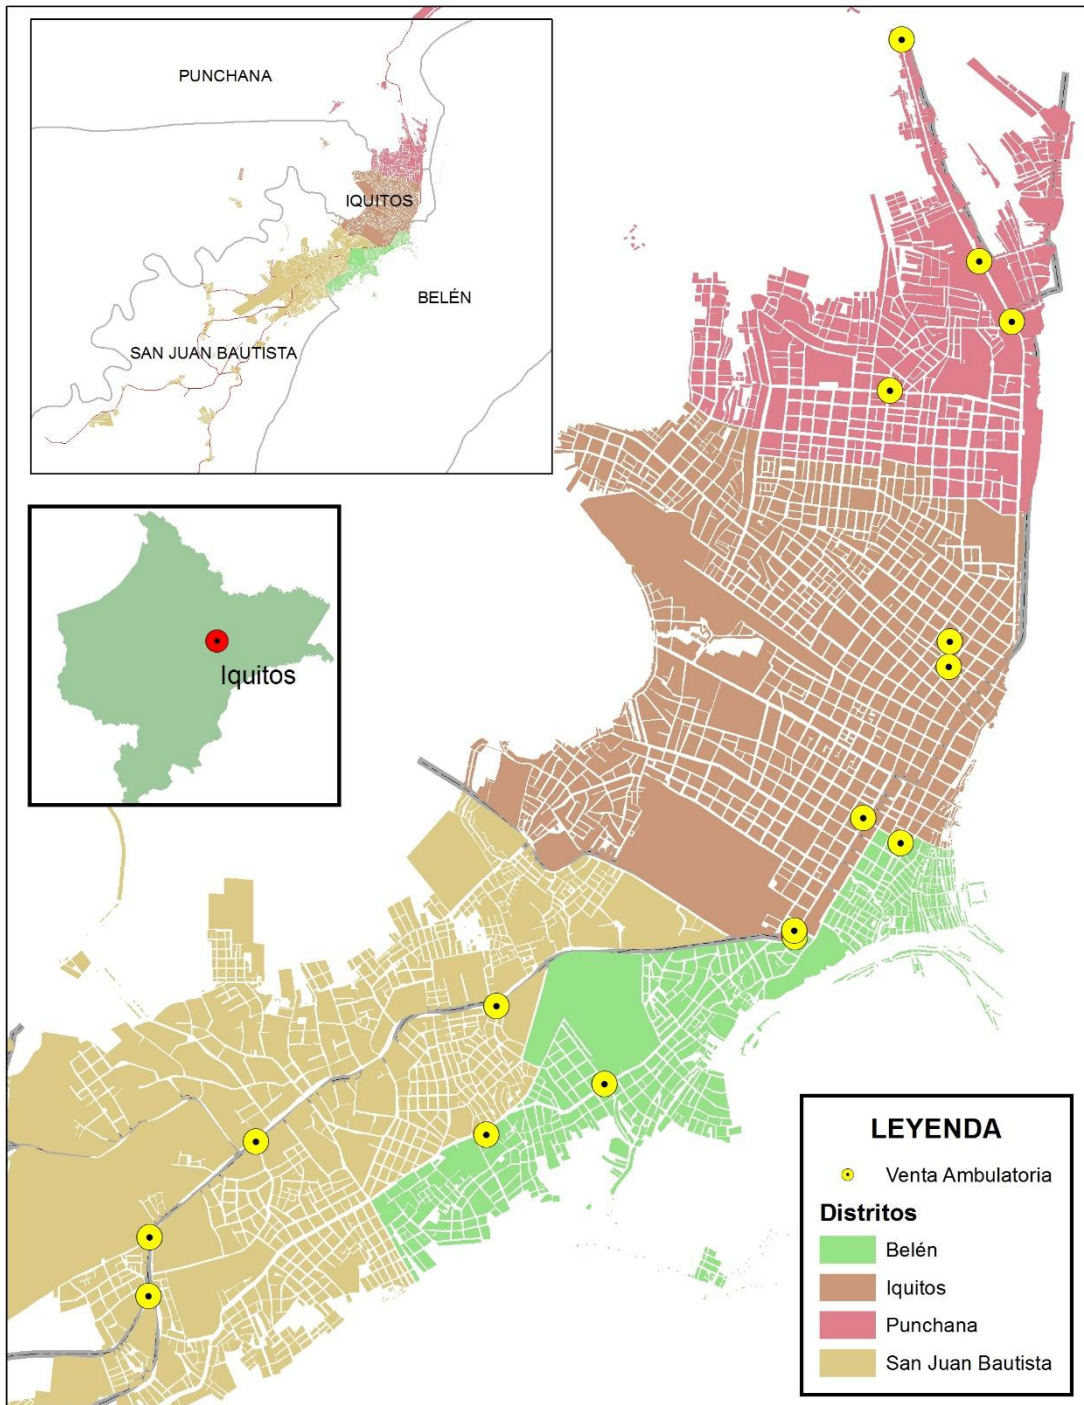 PUNCHANA
IQUITOS
BELÉN
SAN JUAN BAUTISTA
Iquitos
LEYENDA
Venta Ambulatoria
Distritos
Belén
Iquitos
Punchana
San Juan Bautista